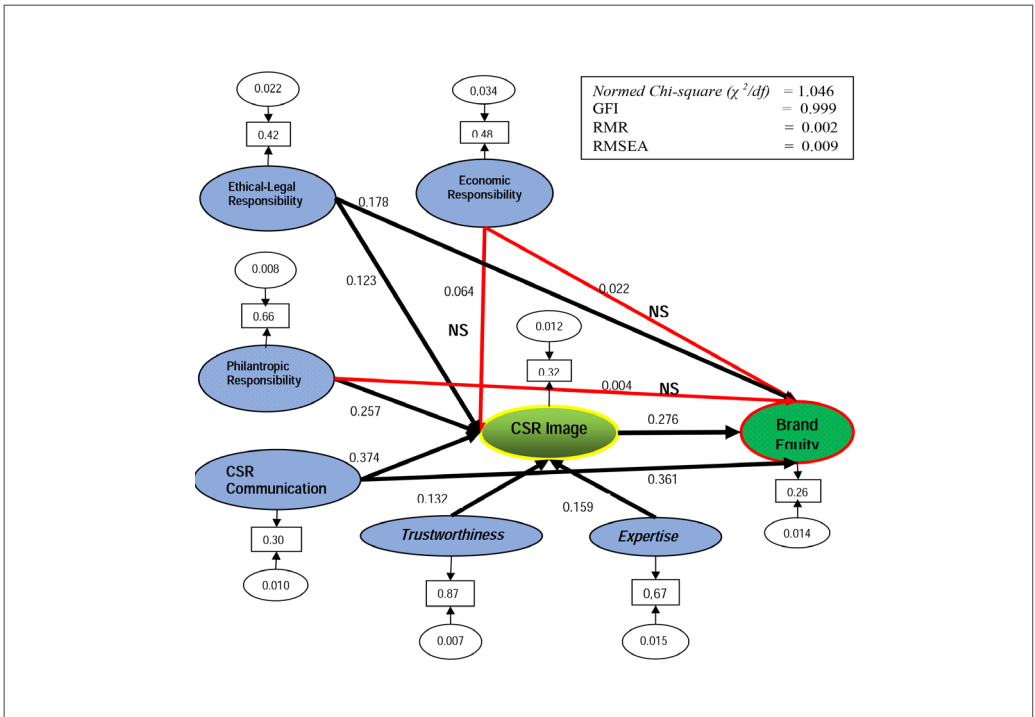 0.022
0,034
Normed Chi-square (χ²/df) = 1.046
GFI = 0.999
RMR = 0.002
RMSEA = 0.009
0.42
0.48
Ethical-Legal
Responsibility
Economic
Responsibility
0.178
0.008
0.123
0.064
0.022
NS
NS
0.66
0.012
0.32
Philantropic
Responsibility
0.004
NS
0.257
CSR Image
0.276
Brand
Equity
0.374
CSR
Communication
0.361
0.132
0.159
0.26
0.30
Trustworthiness
Expertise
0.014
0.010
0.87
0,67
0.007
0.015